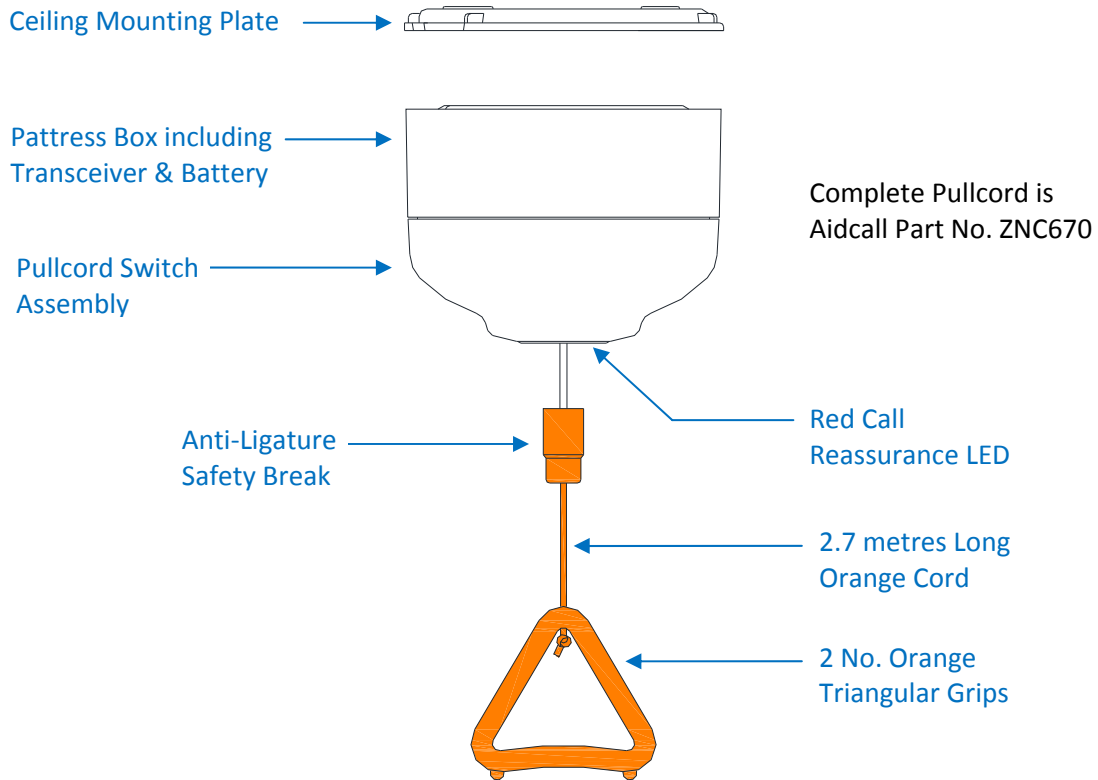 Ceiling Mounting Plate
Pattress Box including
Transceiver & Battery
Complete Pullcord is
Aidcall Part No. ZNC670
Pullcord Switch
Assembly
Anti-Ligature
Safety Break
Red Call
Reassurance LED
2.7 metres Long
Orange Cord
2 No. Orange
Triangular Grips